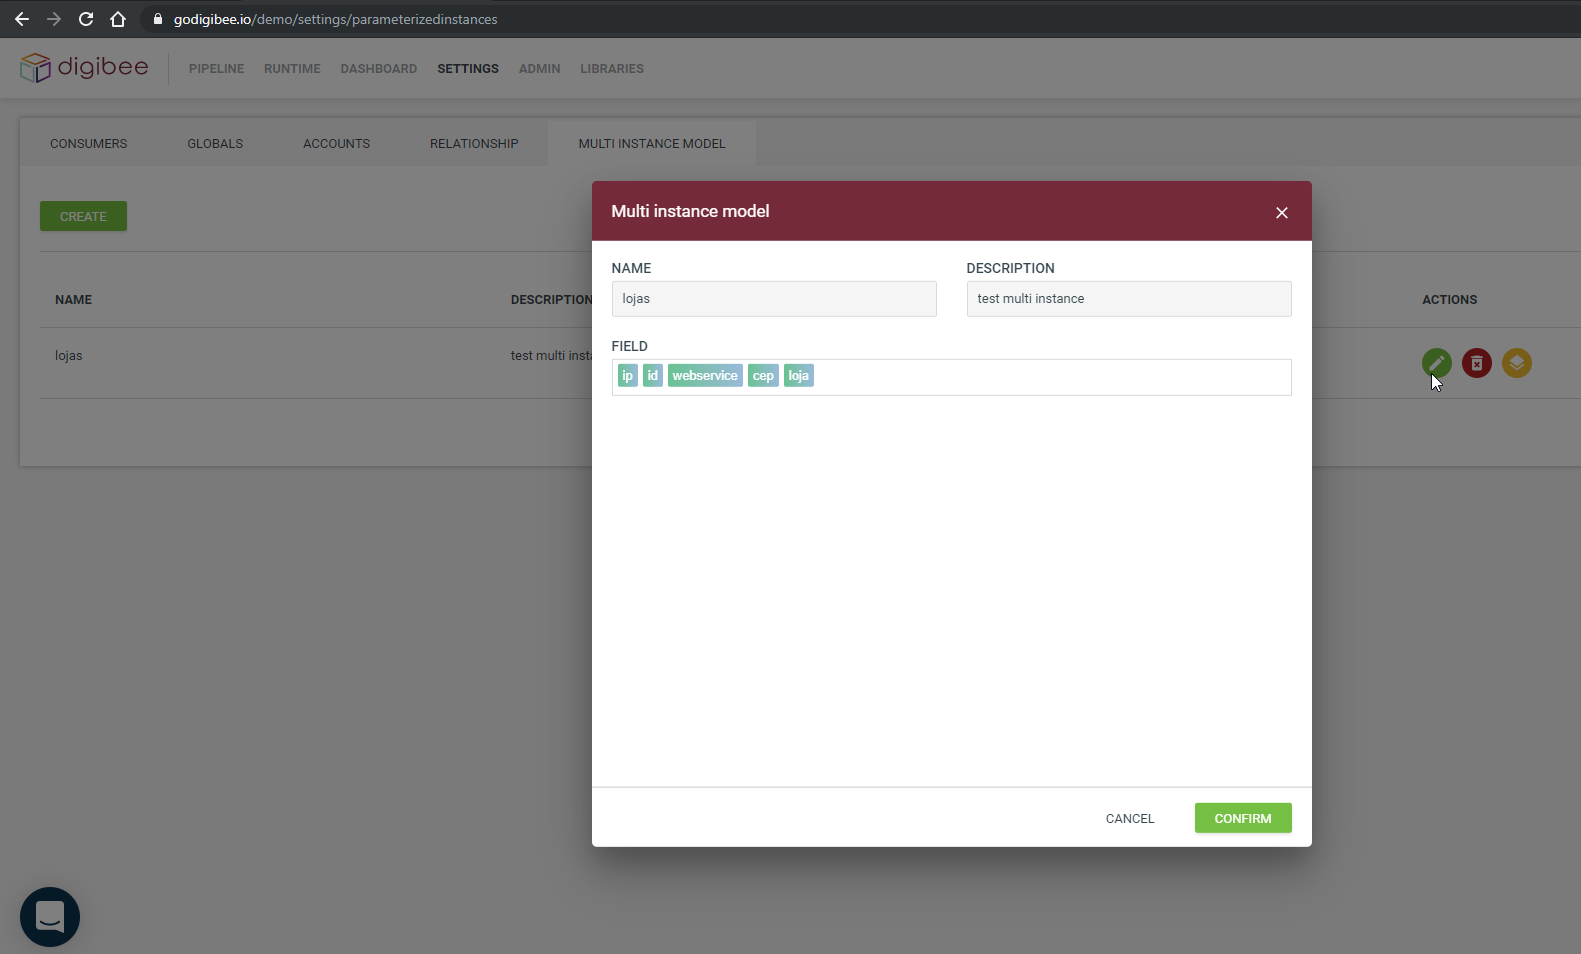 godigibee.io/demo/settings/parameterizedinstances
digibee PIPELINE RUNTIME DASHBOARD SETTINGS ADMIN LIBRARIES
CONSUMERS GLOBALS ACCOUNTS RELATIONSHIP MULTI INSTANCE MODEL
CREATE
NAME DESCRIPTION ACTIONS
lojas test multi insta
Multi instance model
NAME DESCRIPTION
lojas test multi instance
FIELD
ip id webservice cep loja
CANCEL CONFIRM